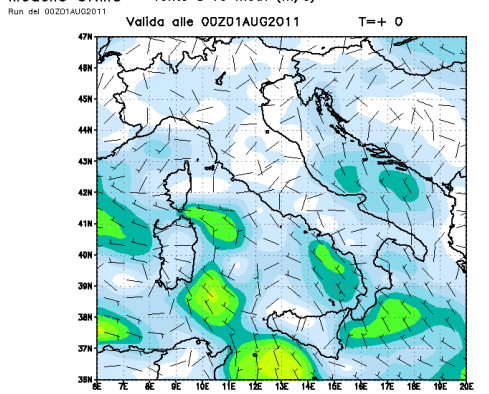 Run del 00Z01AUG2011
Valida alle 00Z01AUG2011 T=+ 0
47N
46N
45N
44N
43N
42N
41N
40N
39N
38N
37N
36N
6E 7E 8E 9E 10E 11E 12E 13E 14E 15E 16E 17E 18E 19E 20E